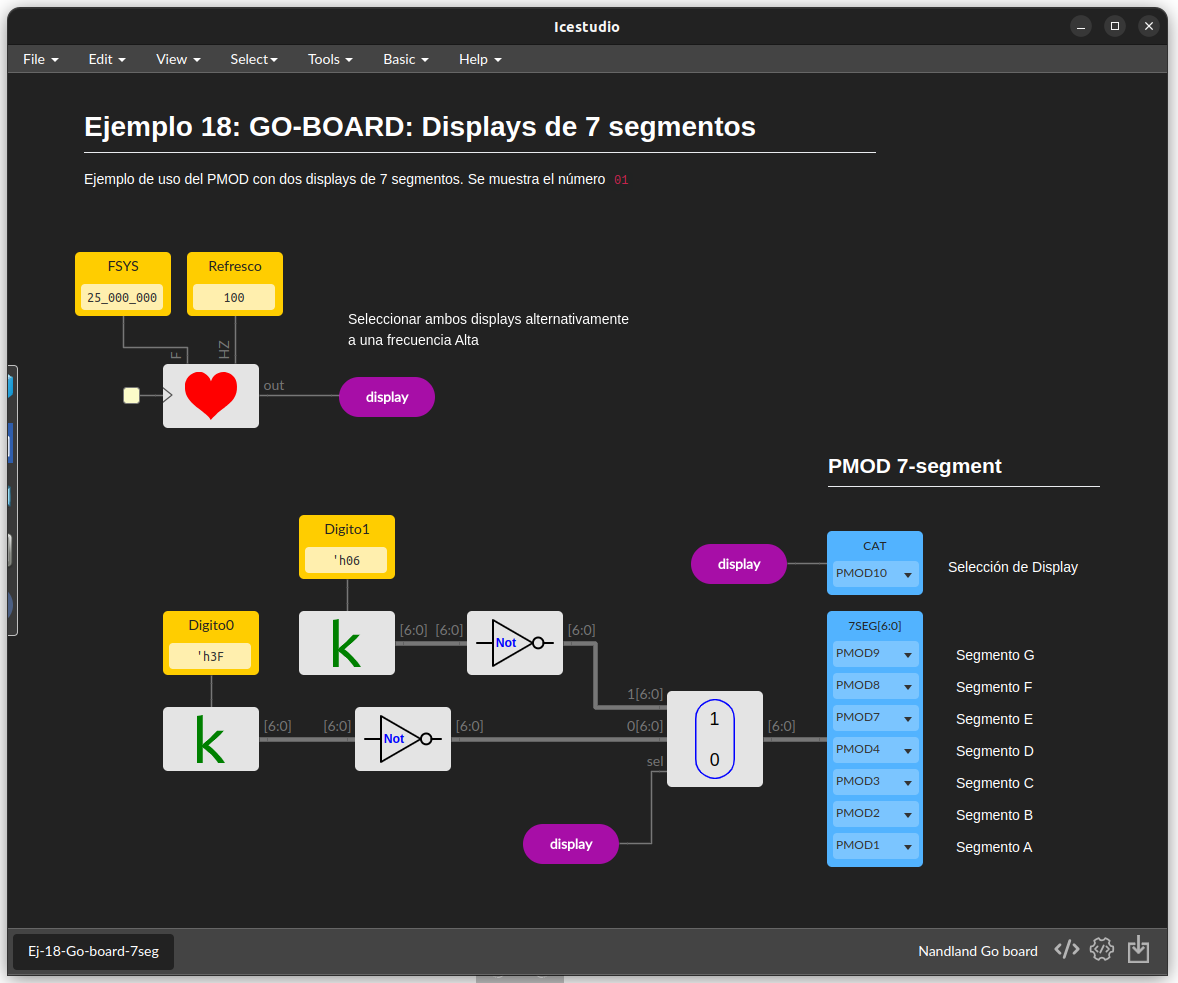 Icestudio
File Edit View Select Tools Basic Help
Ejemplo 18: GO-BOARD: Displays de 7 segmentos
Ejemplo de uso del PMOD con dos displays de 7 segmentos. Se muestra el número 01
FSYS
25_000_000
Refresco
100
Seleccionar ambos displays alternativamente
a una frecuencia Alta
F
HZ
out
display
PMOD 7-segment
display
CAT
PMOD10
Selección de Display
Digito1
'h06
k
[6:0] [6:0]
Not
[6:0]
Digito0
'h3F
k
[6:0] [6:0]
Not
[6:0]
1[6:0]
0[6:0]
sel
1
0
[6:0]
display
7SEG[6:0]
PMOD9 Segmento G
PMOD8 Segmento F
PMOD7 Segmento E
PMOD4 Segmento D
PMOD3 Segmento C
PMOD2 Segmento B
PMOD1 Segmento A
Ej-18-Go-board-7seg
Nandland Go board